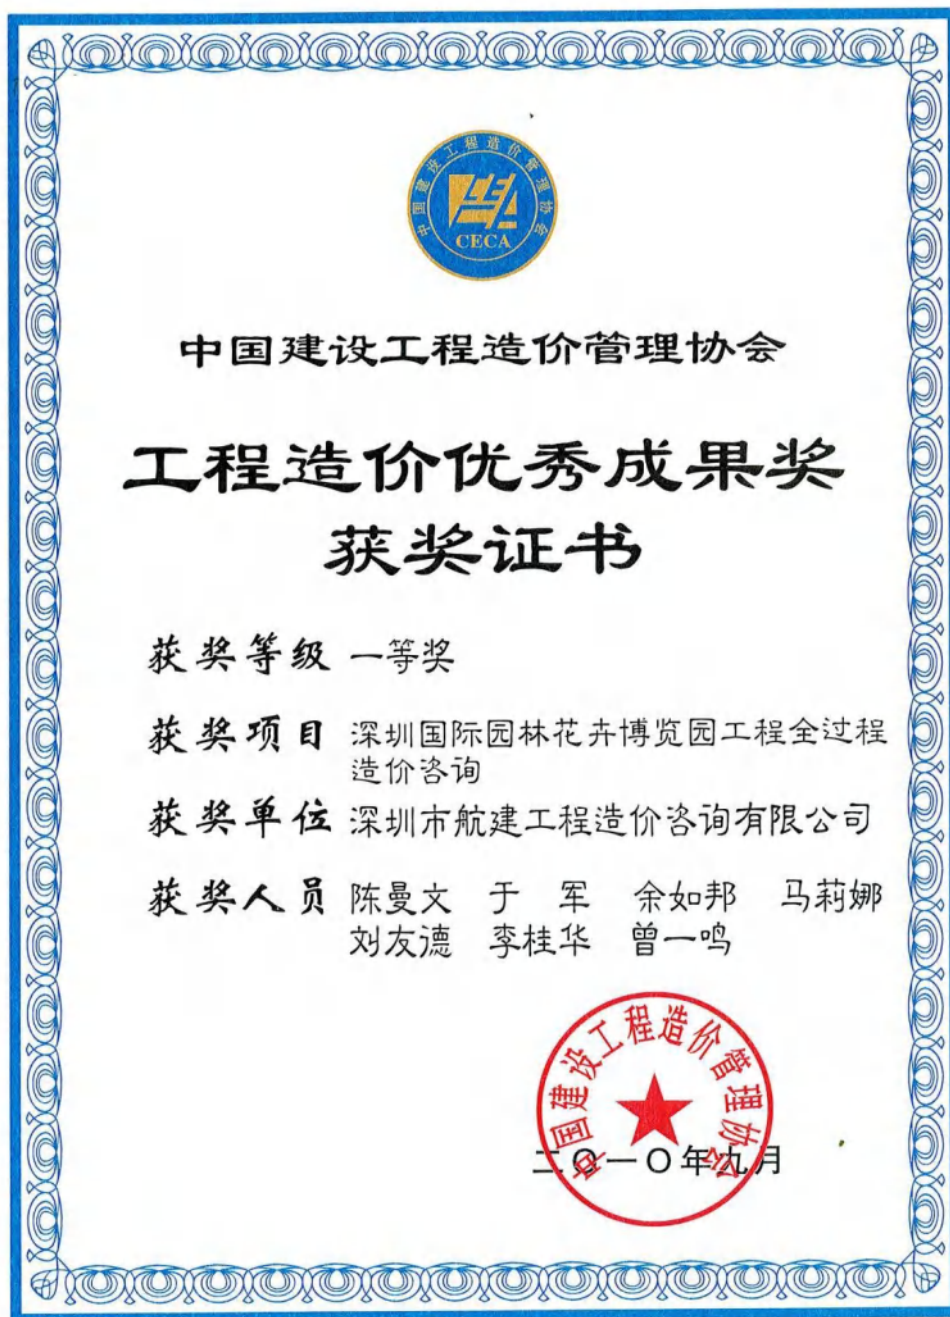 中国建设工程造价管理协会
CECA
中国建设工程造价管理协会
工程造价优秀成果奖
获奖证书
获奖等级 一等奖
获奖项目 深圳国际园林花卉博览园工程全过程
造价咨询
获奖单位 深圳市航建工程造价咨询有限公司
获奖人员 陈曼文 于 军 余如邦 马莉娜
刘友德 李桂华 曾一鸣
中国建设工程造价管理协会
二〇一〇年九月